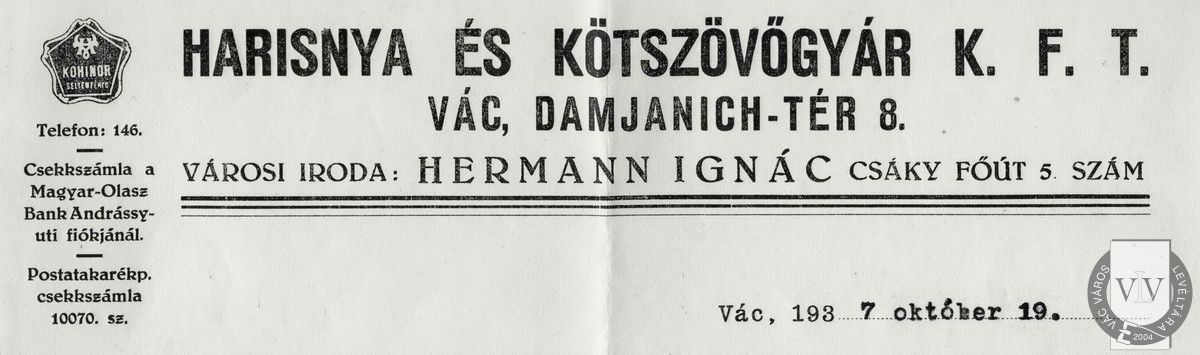 KOHINOR
HARISNYA ÉS KÖTSZÖVŐGYÁR K. F. T.
VÁC, DAMJANICH-TÉR 8.
VÁROSI IRODA: HERMANN IGNÁC CSÁKY FŐÚT 5. SZÁM
Telefon: 146.
Csekkszámla a
Magyar-Olasz
Bank Andrássy-
uti fiókjánál.
Postatakarékp.
csekkszámla
10070. sz.
Vác, 193 7 október 19.
VÁC VÁROS LEVÉLTÁRA
VLV
2004